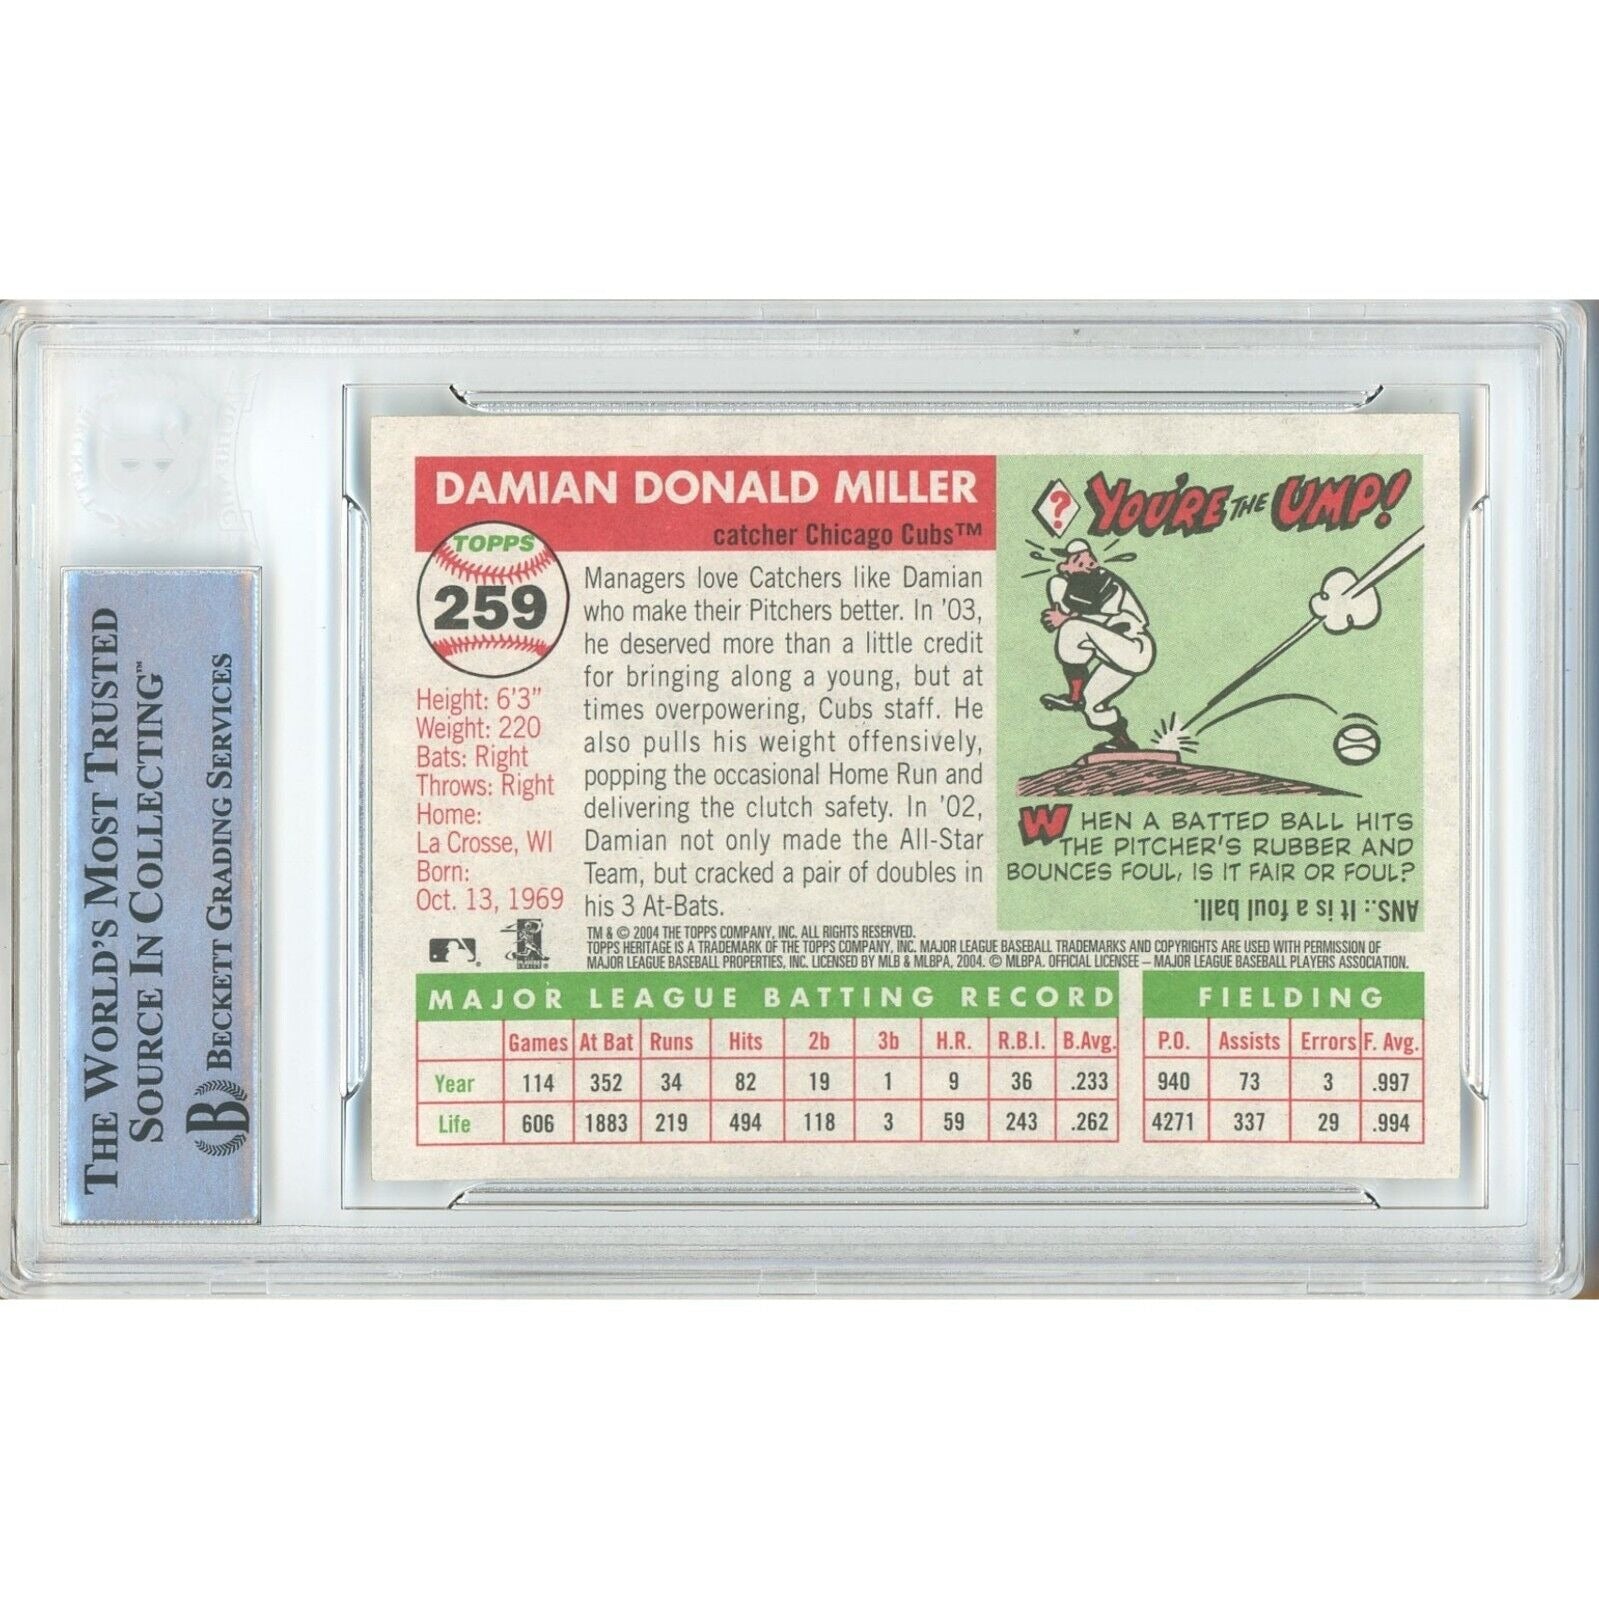 THE WORLD'S MOST TRUSTED
SOURCE IN COLLECTING™
B BECKETT GRADING SERVICES
DAMIAN DONALD MILLER
catcher Chicago Cubs™
TOPPS
259
Height: 6'3"
Weight: 220
Bats: Right
Throws: Right
Home:
La Crosse, WI
Born:
Oct. 13, 1969
Managers love Catchers like Damian
who make their Pitchers better. In '03,
he deserved more than a little credit
for bringing along a young, but at
times overpowering, Cubs staff. He
also pulls his weight offensively,
popping the occasional Home Run and
delivering the clutch safety. In '02,
Damian not only made the All-Star
Team, but cracked a pair of doubles in
his 3 At-Bats.
? YOU'RE THE UMP!
WHEN A BATTED BALL HITS
THE PITCHER'S RUBBER AND
BOUNCES FOUL, IS IT FAIR OR FOUL?
ANS.: It is a foul ball.
TM & © 2004 THE TOPPS COMPANY, INC. ALL RIGHTS RESERVED.
TOPPS HERITAGE IS A TRADEMARK OF THE TOPPS COMPANY, INC. MAJOR LEAGUE BASEBALL TRADEMARKS AND COPYRIGHTS ARE USED WITH PERMISSION OF
MAJOR LEAGUE BASEBALL PROPERTIES, INC. LICENSED BY MLB & MLBPA, 2004. © MLBPA. OFFICIAL LICENSEE – MAJOR LEAGUE BASEBALL PLAYERS ASSOCIATION.
MAJOR LEAGUE BATTING RECORD
Games At Bat Runs Hits 2b 3b H.R. R.B.I. B.Avg.
Year 114 352 34 82 19 1 9 36 .233
Life 606 1883 219 494 118 3 59 243 .262
FIELDING
P.O. Assists Errors F. Avg.
940 73 3 .997
4271 337 29 .994